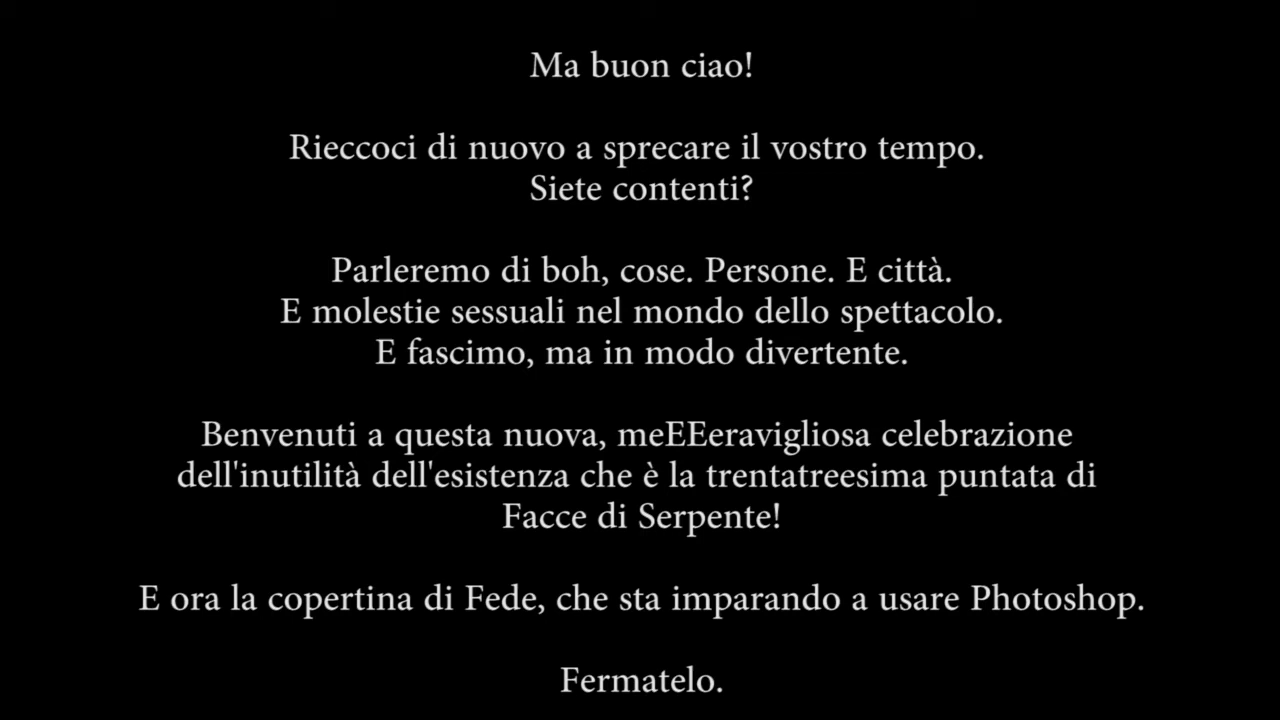 Ma buon ciao!
Rieccoci di nuovo a sprecare il vostro tempo.
Siete contenti?
Parleremo di boh, cose. Persone. E città.
E molestie sessuali nel mondo dello spettacolo.
E fascimo, ma in modo divertente.
Benvenuti a questa nuova, meEEeravigliosa celebrazione
dell'inutilità dell'esistenza che è la trentatreesima puntata di
Facce di Serpente!
E ora la copertina di Fede, che sta imparando a usare Photoshop.
Fermatelo.